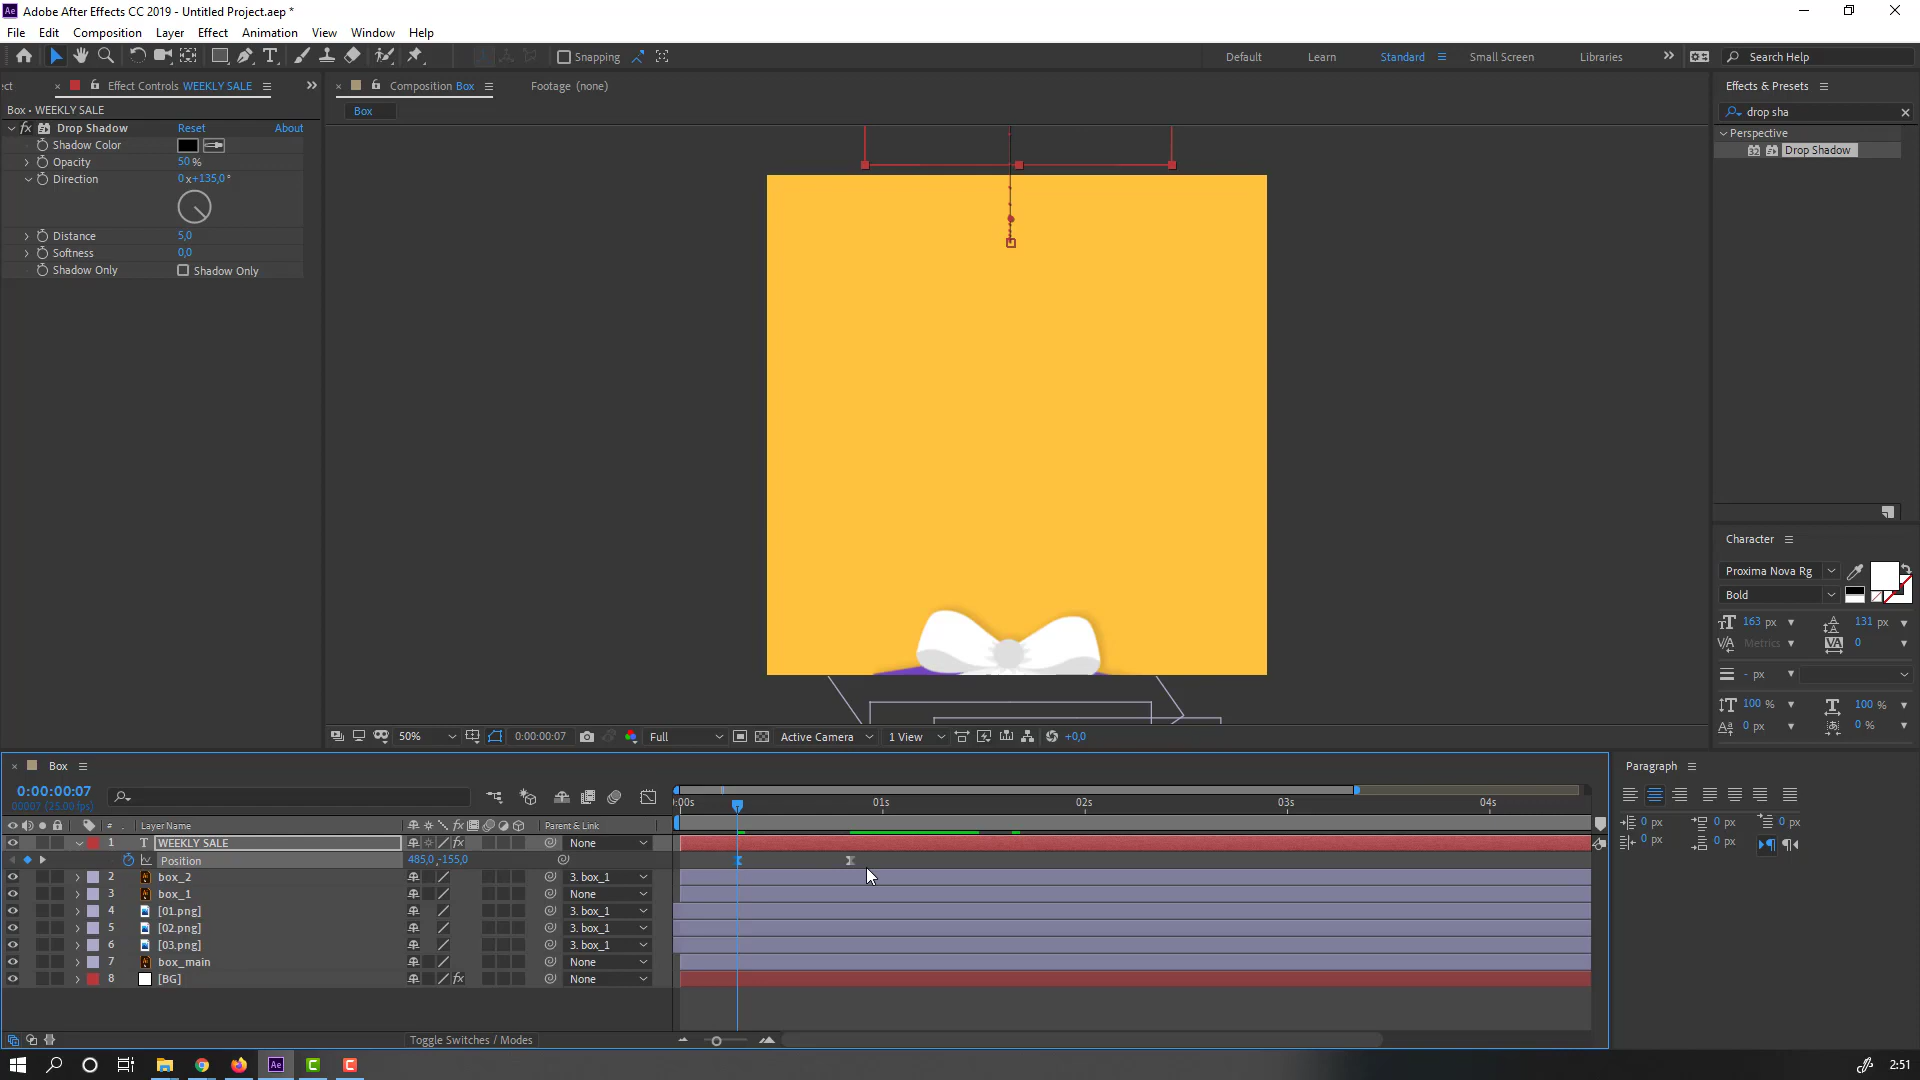 Adobe After Effects CC 2019 - Untitled Project.aep *
File Edit Composition Layer Effect Animation View Window Help
Snapping Default Learn Standard Small Screen Libraries Search Help
Effect Controls WEEKLY SALE
Composition Box
Footage (none)
Effects & Presets
Box • WEEKLY SALE
Box
drop sha
fx Drop Shadow Reset About
Perspective
Shadow Color
Drop Shadow
Opacity 50 %
Direction 0 x+135,0 °
Distance 5,0
Softness 0,0
Shadow Only Shadow Only
Character
Proxima Nova Rg
Bold
163 px 131 px
Metrics 0
- px
100 % 100 %
0 px 0 %
50% 0:00:00:07 Full Active Camera 1 View +0,0
Box
Paragraph
0:00:00:07
00007 (25.00 fps)
:00s 01s 02s 03s 04s
# Layer Name Parent & Link
0 px 0 px 0 px
0 px 0 px
1 T WEEKLY SALE None
Position 485,0,-155,0
2 box_2 3. box_1
3 box_1 None
4 [01.png] 3. box_1
5 [02.png] 3. box_1
6 [03.png] 3. box_1
7 box_main None
8 [BG] None
Toggle Switches / Modes
2:51